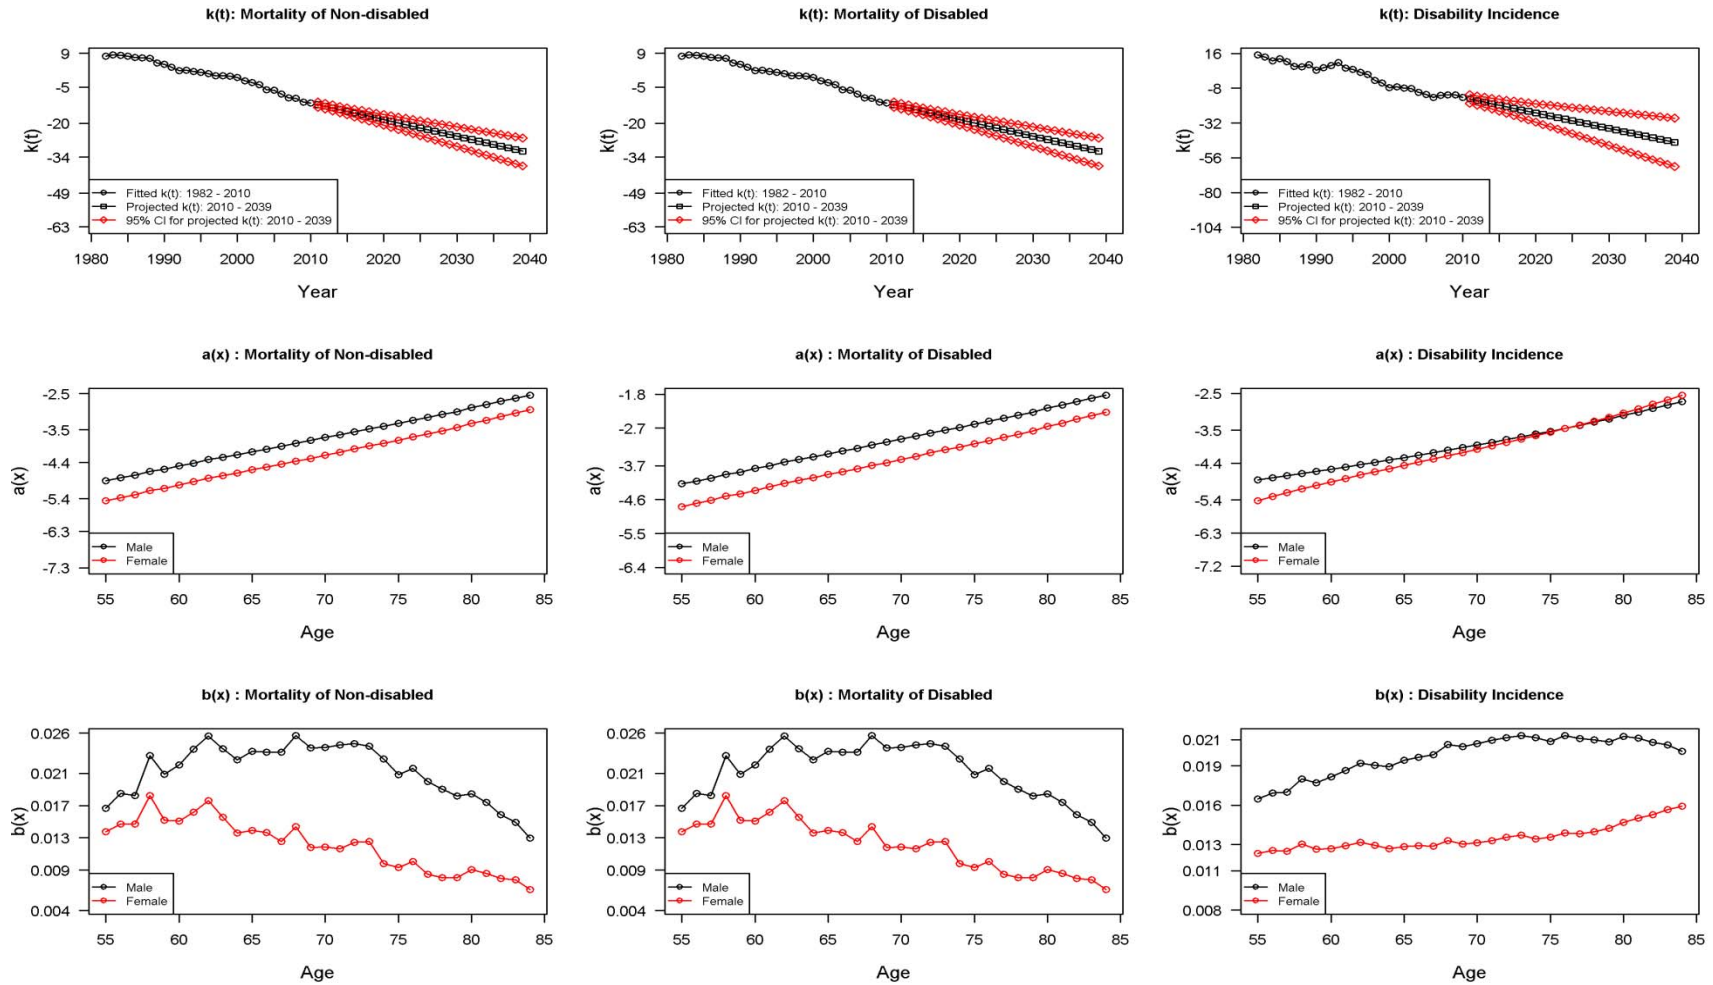 k(t): Mortality of Non-disabled
k(t)
9
-5
-20
-34
-49
-63
Fitted k(t): 1982 - 2010
Projected k(t): 2010 - 2039
95% CI for projected k(t): 2010 - 2039
1980 1990 2000 2010 2020 2030 2040
Year
k(t): Mortality of Disabled
k(t)
9
-5
-20
-34
-49
-63
Fitted k(t): 1982 - 2010
Projected k(t): 2010 - 2039
95% CI for projected k(t): 2010 - 2039
1980 1990 2000 2010 2020 2030 2040
Year
k(t): Disability Incidence
k(t)
16
-8
-32
-56
-80
-104
Fitted k(t): 1982 - 2010
Projected k(t): 2010 - 2039
95% CI for projected k(t): 2010 - 2039
1980 1990 2000 2010 2020 2030 2040
Year
a(x) : Mortality of Non-disabled
a(x)
-2.5
-3.5
-4.4
-5.4
-6.3
-7.3
Male
Female
55 60 65 70 75 80 85
Age
a(x) : Mortality of Disabled
a(x)
-1.8
-2.7
-3.7
-4.6
-5.5
-6.4
Male
Female
55 60 65 70 75 80 85
Age
a(x) : Disability Incidence
a(x)
-2.5
-3.5
-4.4
-5.4
-6.3
-7.2
Male
Female
55 60 65 70 75 80 85
Age
b(x) : Mortality of Non-disabled
b(x)
0.026
0.021
0.017
0.013
0.009
0.004
Male
Female
55 60 65 70 75 80 85
Age
b(x) : Mortality of Disabled
b(x)
0.026
0.021
0.017
0.013
0.009
0.004
Male
Female
55 60 65 70 75 80 85
Age
b(x) : Disability Incidence
b(x)
0.021
0.019
0.016
0.013
0.011
0.008
Male
Female
55 60 65 70 75 80 85
Age